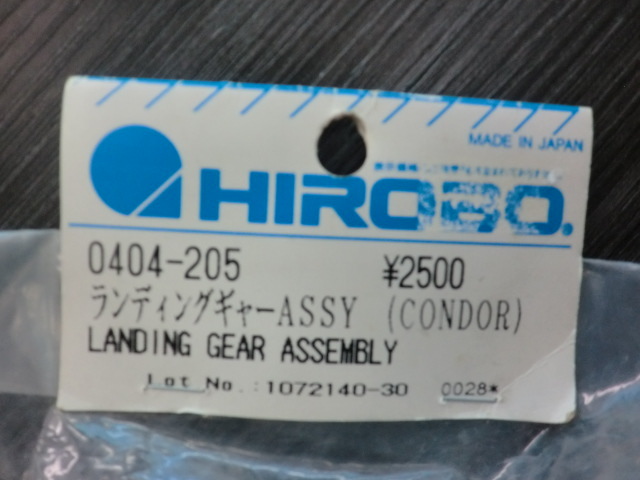 MADE IN JAPAN
HIROBO.
0404-205 ¥2500
ランディングギャーASSY (CONDOR)
LANDING GEAR ASSEMBLY
Lot No.:1072140-30 0028*